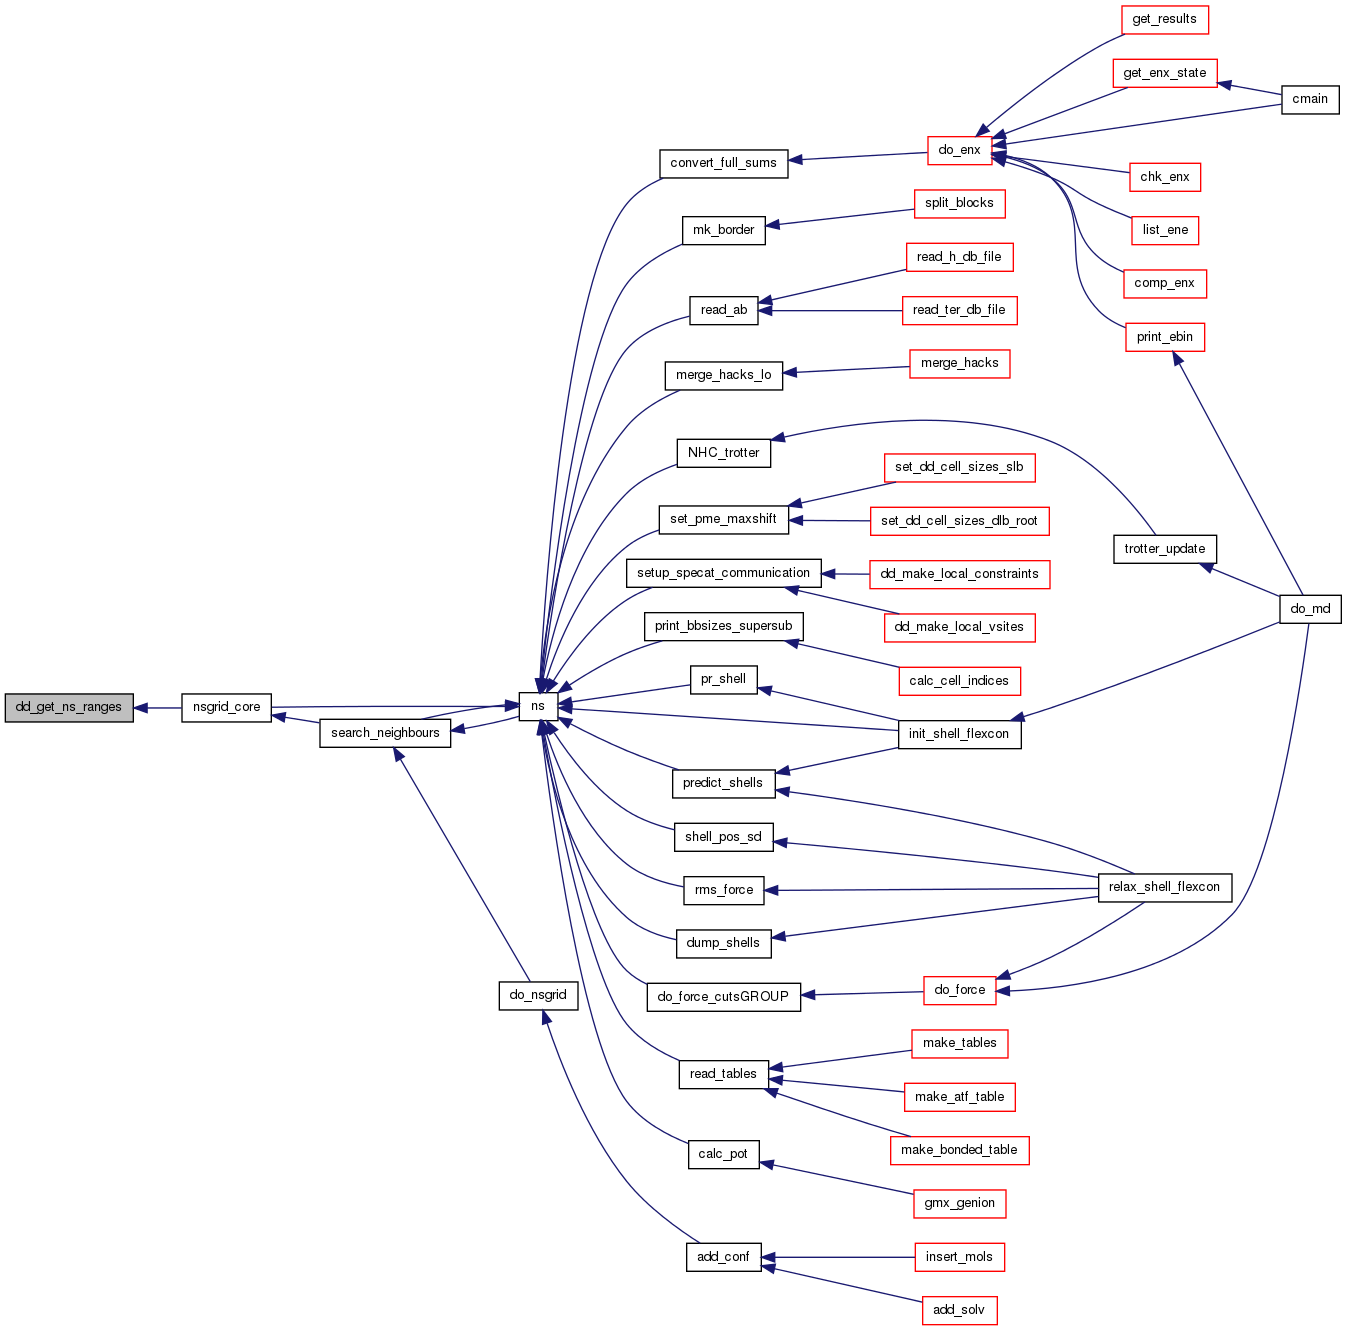 get_results
get_enx_state
cmain
do_enx
convert_full_sums
chk_enx
split_blocks
mk_border
list_ene
read_h_db_file
comp_enx
read_ab
read_ter_db_file
print_ebin
merge_hacks_lo
merge_hacks
NHC_trotter
set_dd_cell_sizes_slb
set_pme_maxshift
set_dd_cell_sizes_dlb_root
trotter_update
setup_specat_communication
dd_make_local_constraints
do_md
print_bbsizes_supersub
dd_make_local_vsites
pr_shell
calc_cell_indices
dd_get_ns_ranges
nsgrid_core
ns
search_neighbours
init_shell_flexcon
predict_shells
shell_pos_sd
rms_force
relax_shell_flexcon
dump_shells
do_nsgrid
do_force_cutsGROUP
do_force
make_tables
read_tables
make_atf_table
make_bonded_table
calc_pot
gmx_genion
add_conf
insert_mols
add_solv